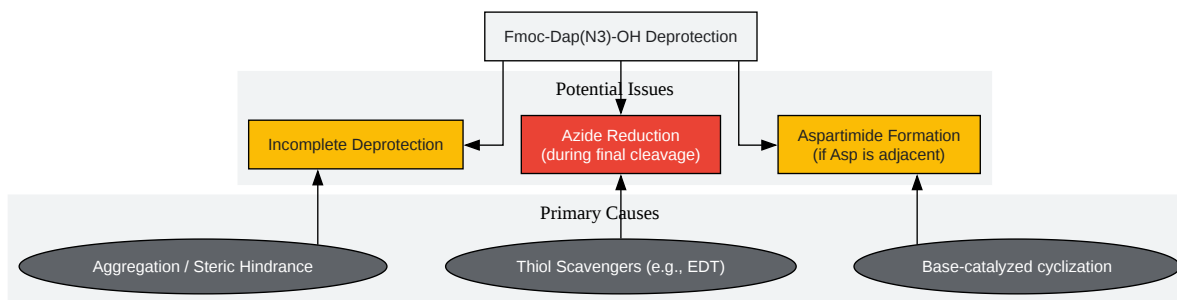 Fmoc-Dap(N3)-OH Deprotection
Potential Issues
Incomplete Deprotection
Azide Reduction
(during final cleavage)
Aspartimide Formation
(if Asp is adjacent)
Primary Causes
Aggregation / Steric Hindrance
Thiol Scavengers (e.g., EDT)
Base-catalyzed cyclization